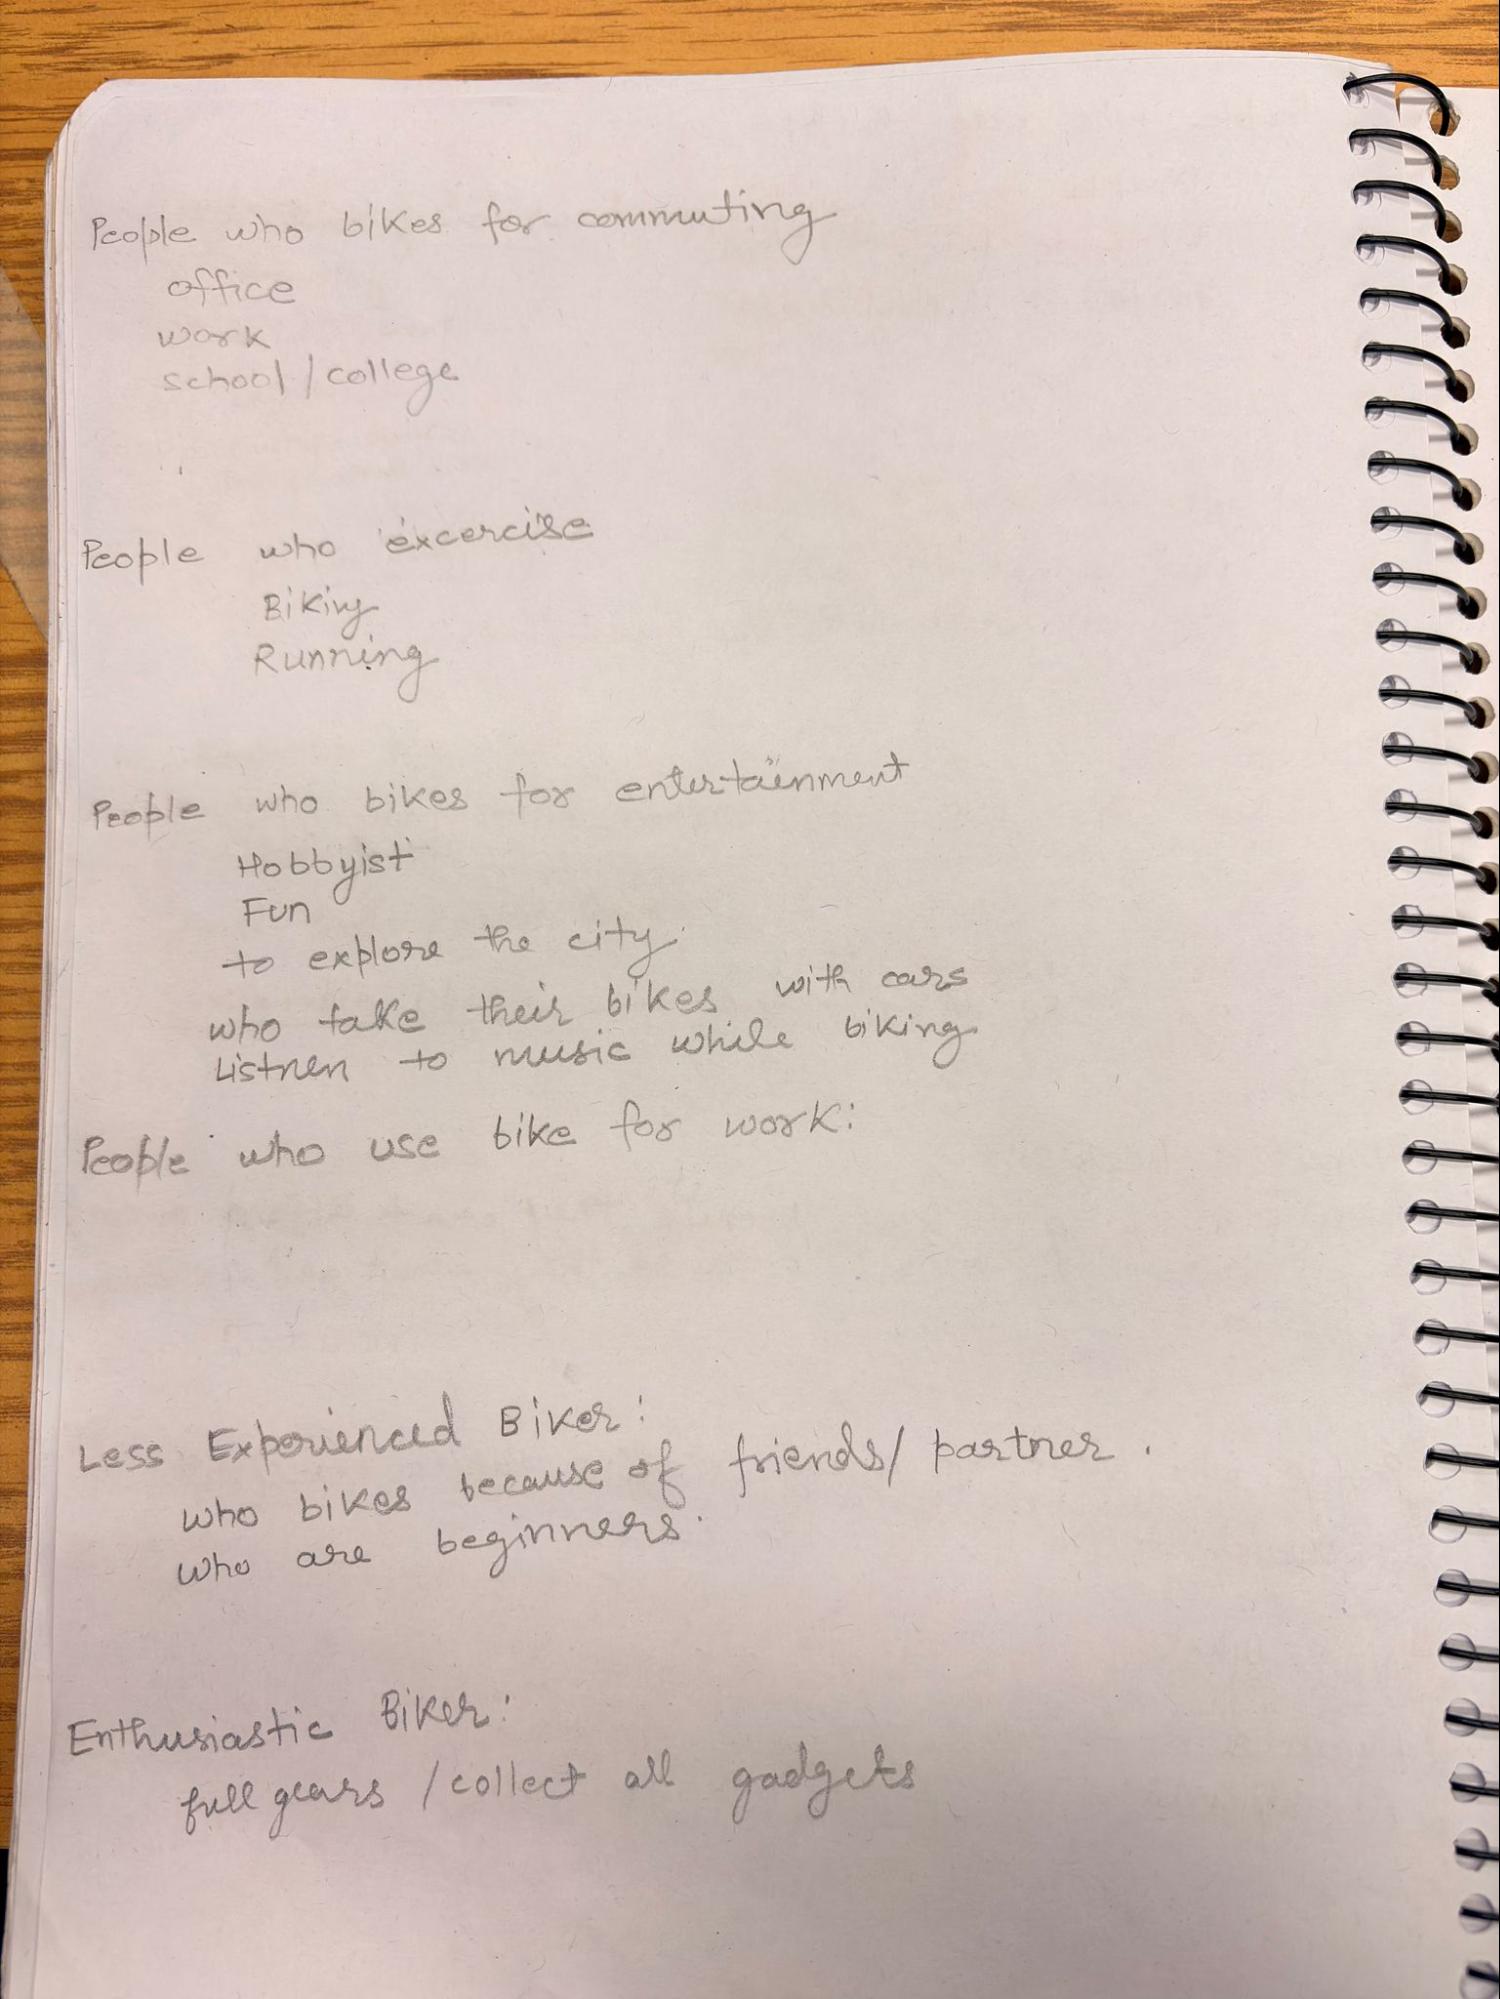 People who bikes for commuting
office
work
school/college
People who excercise
Biking
Running
People who bikes for entertainment
Hobbyist
Fun
to explore the city.
who take their bikes with cars
Listnen to music while biking
People who use bike for work:
Less Experienced Biker:
who bikes because of friends/partner.
who are beginners.
Enthusiastic Biker:
full gears /collect all gadgets